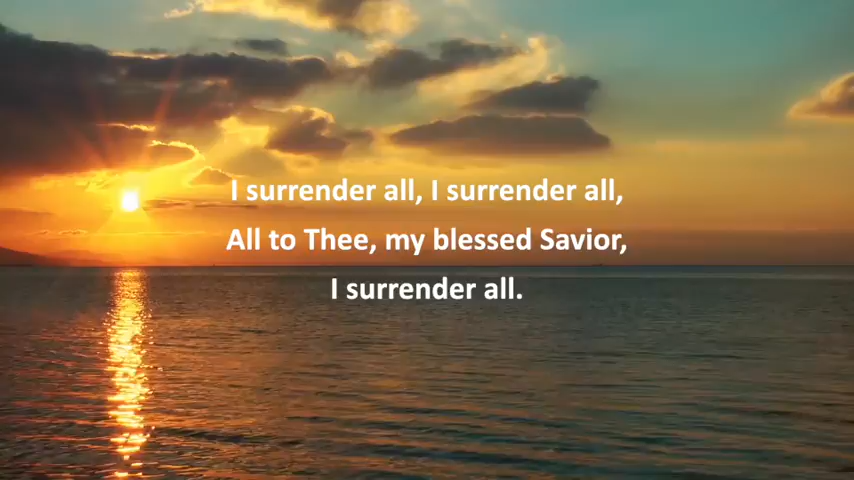 I surrender all, I surrender all,
All to Thee, my blessed Savior,
I surrender all.